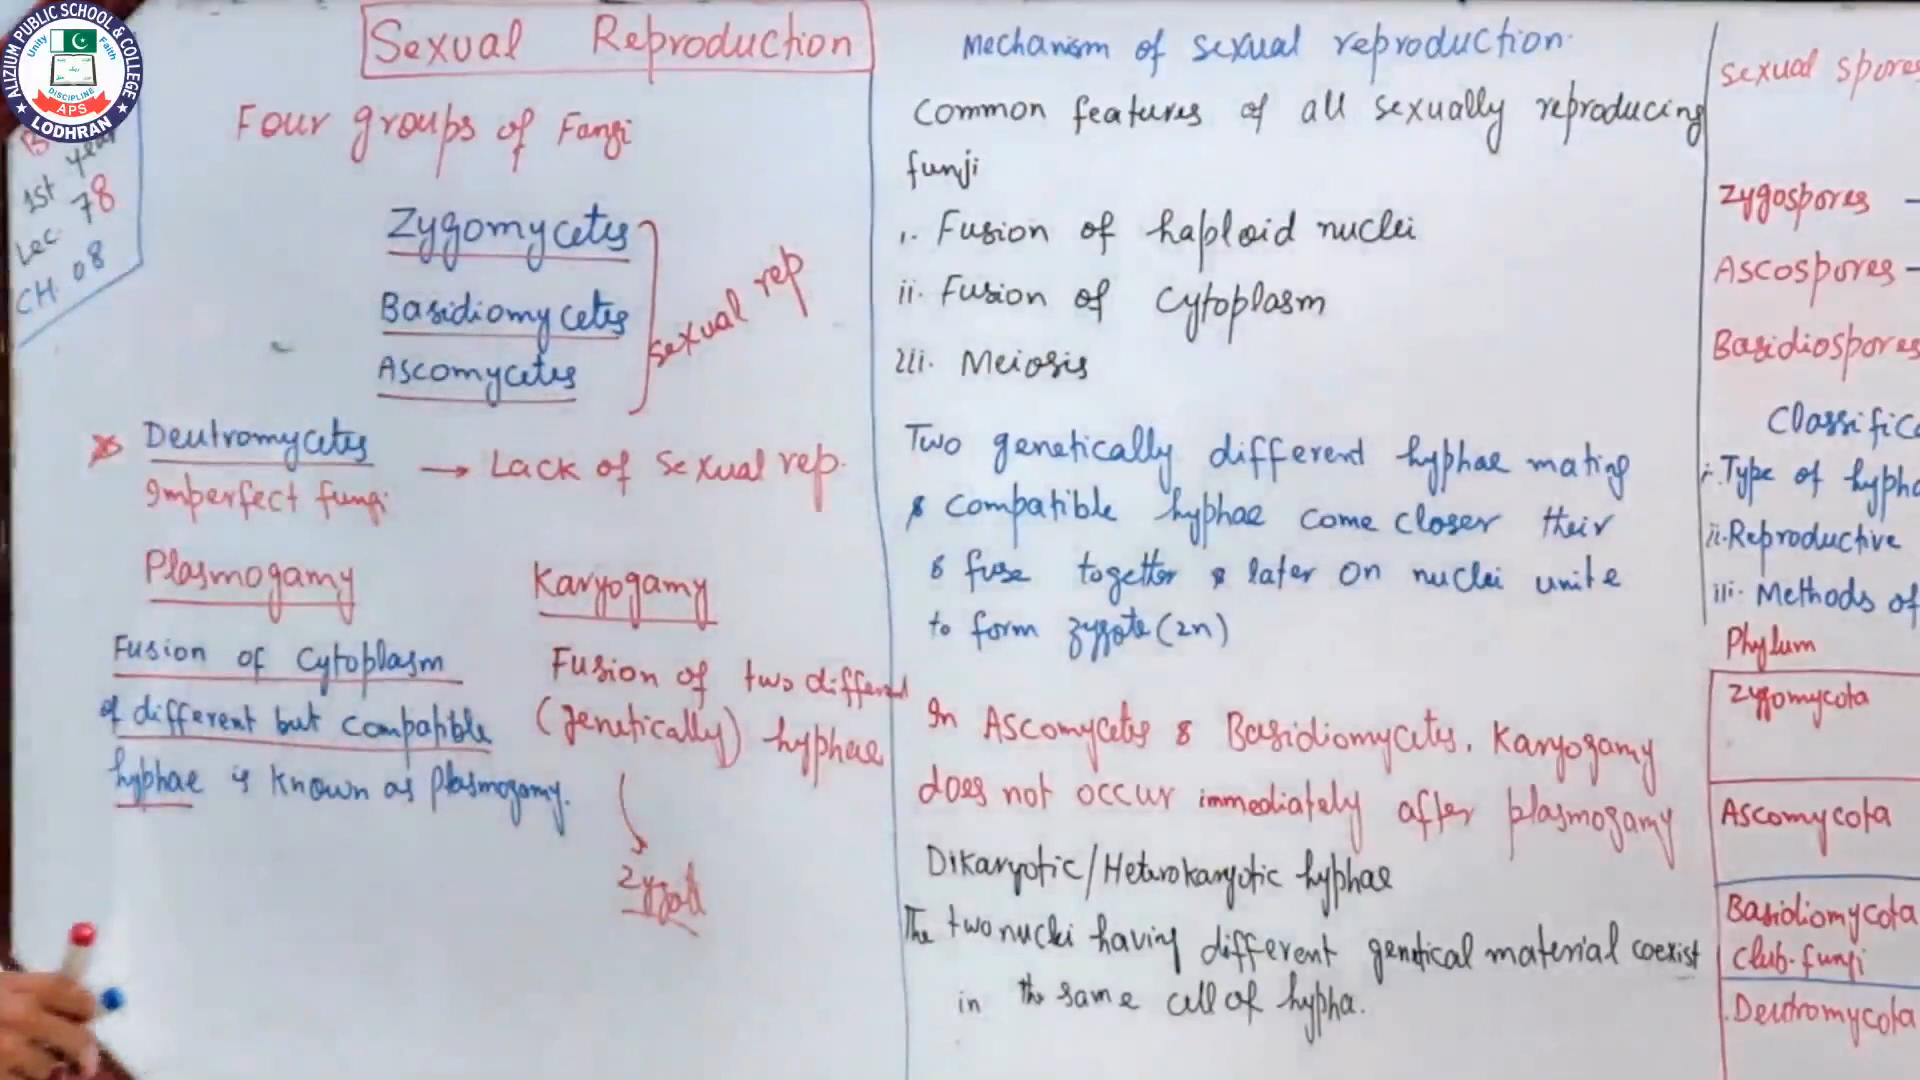 ALIZIUM PUBLIC SCHOOL & COLLEGE
Unity
Faith
DISCIPLINE
APS
LODHRAN
1st year
Lec. 78
CH. 08
Sexual Reproduction
Four groups of Fungi
Zygomycetes
Basidiomycetes
Ascomycetes
sexual rep
Deutromycetes
Imperfect fungi
→ Lack of sexual rep.
Plasmogamy
Fusion of Cytoplasm
of different but compatible
hyphae is known as plasmogamy.
Karyogamy
Fusion of two different
(genetically) hyphae
Zygote
Mechanism of sexual reproduction.
Common features of all sexually reproducing
funji
i. Fusion of haploid nuclei
ii. Fusion of cytoplasm
iii. Meiosis
Two genetically different hyphae mating
& compatible hyphae come closer their
& fuse together & later on nuclei unite
to form zygote (2n)
In Ascomycetes & Basidiomycetes, Karyogamy
does not occur immediately after plasmogamy
Dikaryotic/Heterokaryotic hyphae
The two nuclei having different genetical material coexist
in the same cell of hypha.
Sexual spores
Zygospores -
Ascospores -
Basidiospores
Classific
i. Type of hypha
ii. Reproductive
iii. Methods of
Phylum
Zygomycota
Ascomycota
Basidiomycota
Club-funji
Deutromycota